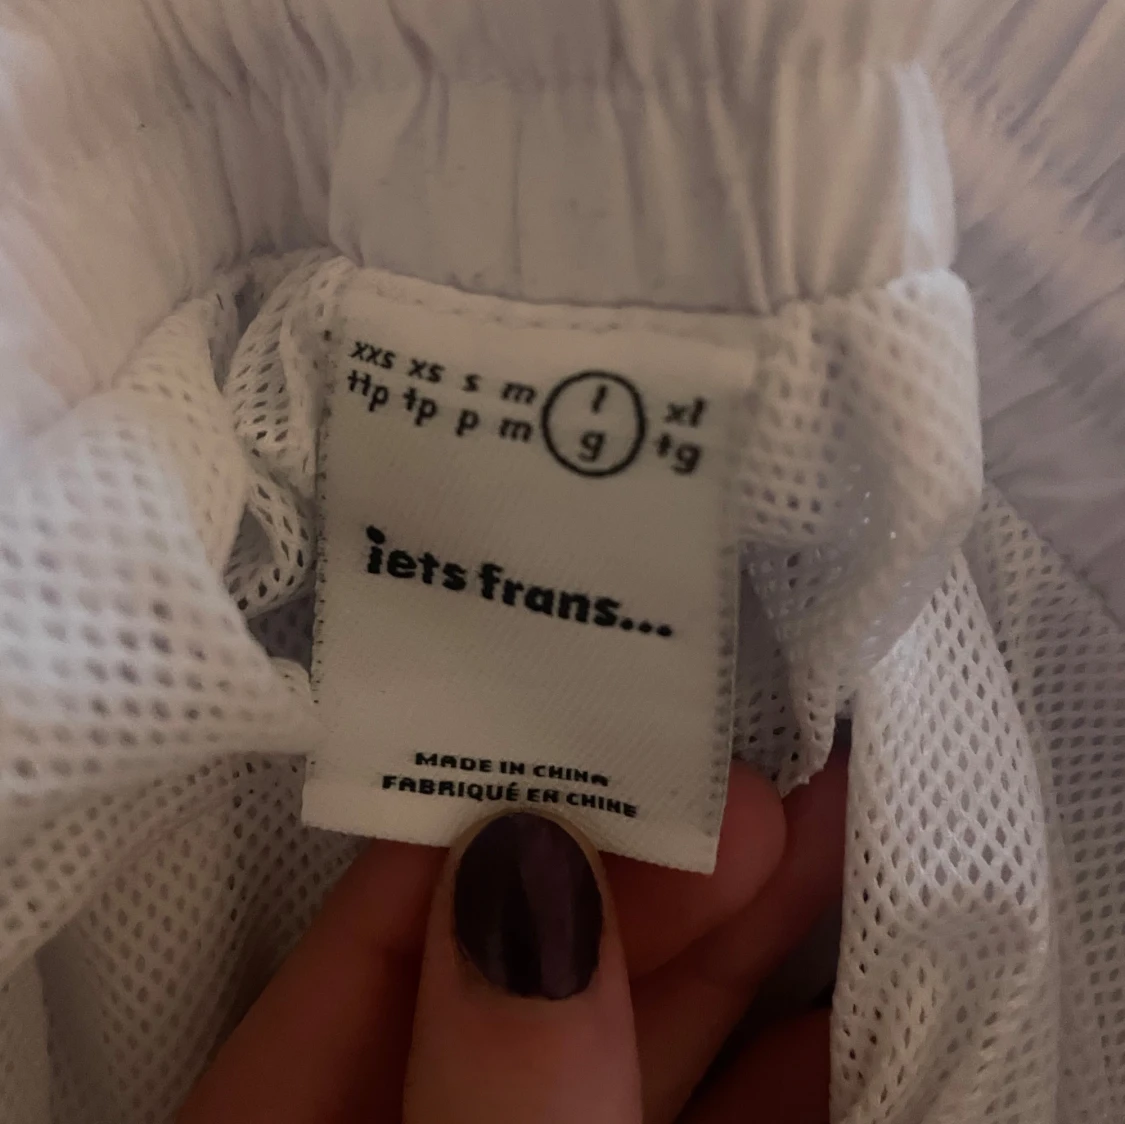 xxs xs s m l xl
ttp tp p m g tg
iets frans...
MADE IN CHINA
FABRIQUÉ EN CHINE